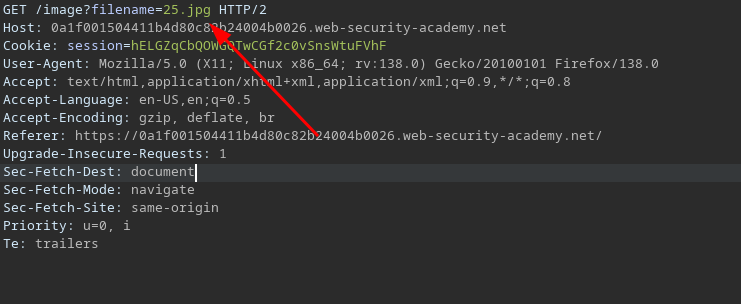 GET /image?filename=25.jpg HTTP/2
Host: 0a1f001504411b4d80c82b24004b0026.web-security-academy.net
Cookie: session=hELGZqCbQOWGQTwCGf2c0vSnsWtuFVhF
User-Agent: Mozilla/5.0 (X11; Linux x86_64; rv:138.0) Gecko/20100101 Firefox/138.0
Accept: text/html,application/xhtml+xml,application/xml;q=0.9,*/*;q=0.8
Accept-Language: en-US,en;q=0.5
Accept-Encoding: gzip, deflate, br
Referer: https://0a1f001504411b4d80c82b24004b0026.web-security-academy.net/
Upgrade-Insecure-Requests: 1
Sec-Fetch-Dest: document
Sec-Fetch-Mode: navigate
Sec-Fetch-Site: same-origin
Priority: u=0, i
Te: trailers